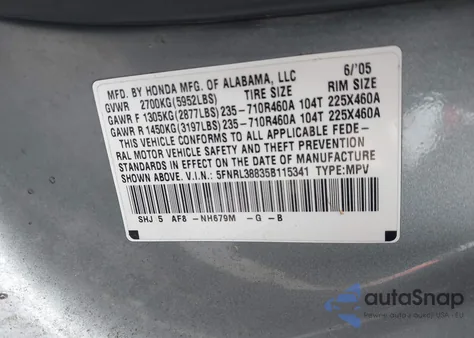 MFD. BY HONDA MFG. OF ALABAMA, LLC 6/'05
GVWR 2700KG(5952LBS) TIRE SIZE RIM SIZE
GAWR F 1305KG(2877LBS)235-710R460A 104T 225X460A
GAWR R 1450KG(3197LBS)235-710R460A 104T 225X460A
THIS VEHICLE CONFORMS TO ALL APPLICABLE FEDE-
RAL MOTOR VEHICLE SAFETY AND THEFT PREVENTION
STANDARDS IN EFFECT ON THE DATE OF MANUFACTURE
SHOWN ABOVE. V.I.N.: 5FNRL38835B115341 TYPE:MPV
SHJ 5 AF8 -NH679M -G -B
autoSnap